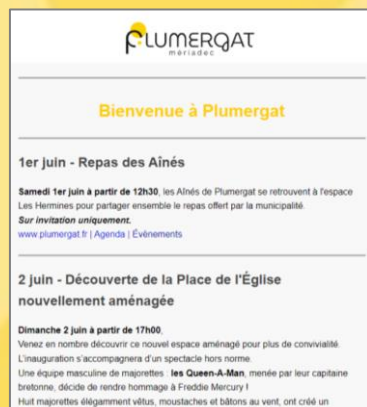 PLUMERGAT
mériadec
Bienvenue à Plumergat
1er juin - Repas des Aînés
Samedi 1er juin à partir de 12h30, les Aînés de Plumergat se retrouvent à l'espace
Les Hermines pour partager ensemble le repas offert par la municipalité.
Sur invitation uniquement.
www.plumergat.fr | Agenda | Évènements
2 juin - Découverte de la Place de l'Église
nouvellement aménagée
Dimanche 2 juin à partir de 17h00,
Venez en nombre découvrir ce nouvel espace aménagé pour plus de convivialité.
L'inauguration s'accompagnera d'un spectacle hors norme.
Une équipe masculine de majorettes : les Queen-A-Man, menée par leur capitaine
bretonne, décide de rendre hommage à Freddie Mercury !
Huit majorettes élégamment vêtus, moustaches et bâtons au vent, ont créé un